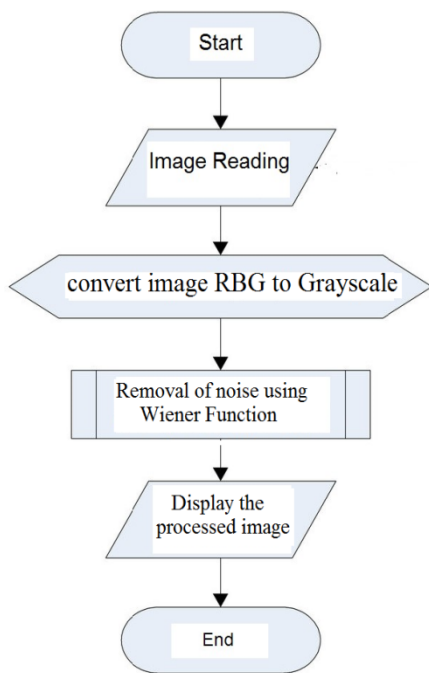 Start
Image Reading
convert image RBG to Grayscale
Removal of noise using
Wiener Function
Display the
processed image
End